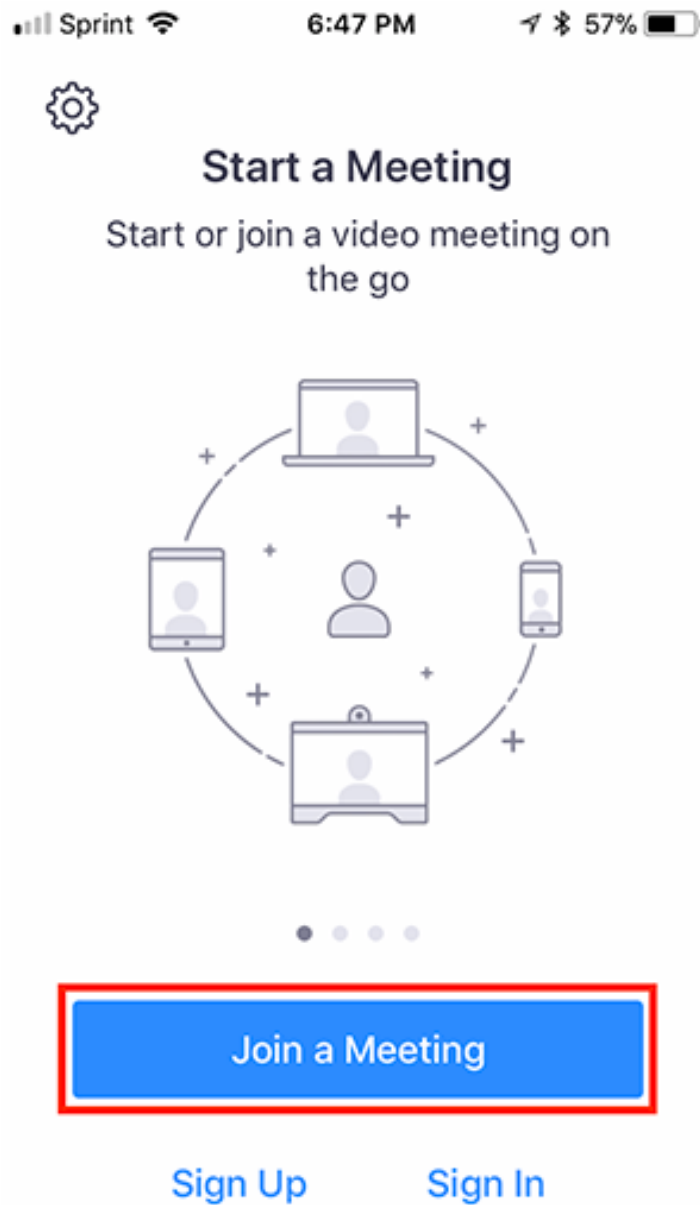 Sprint 6:47 PM 57%
Start a Meeting
Start or join a video meeting on
the go
Join a Meeting
Sign Up Sign In